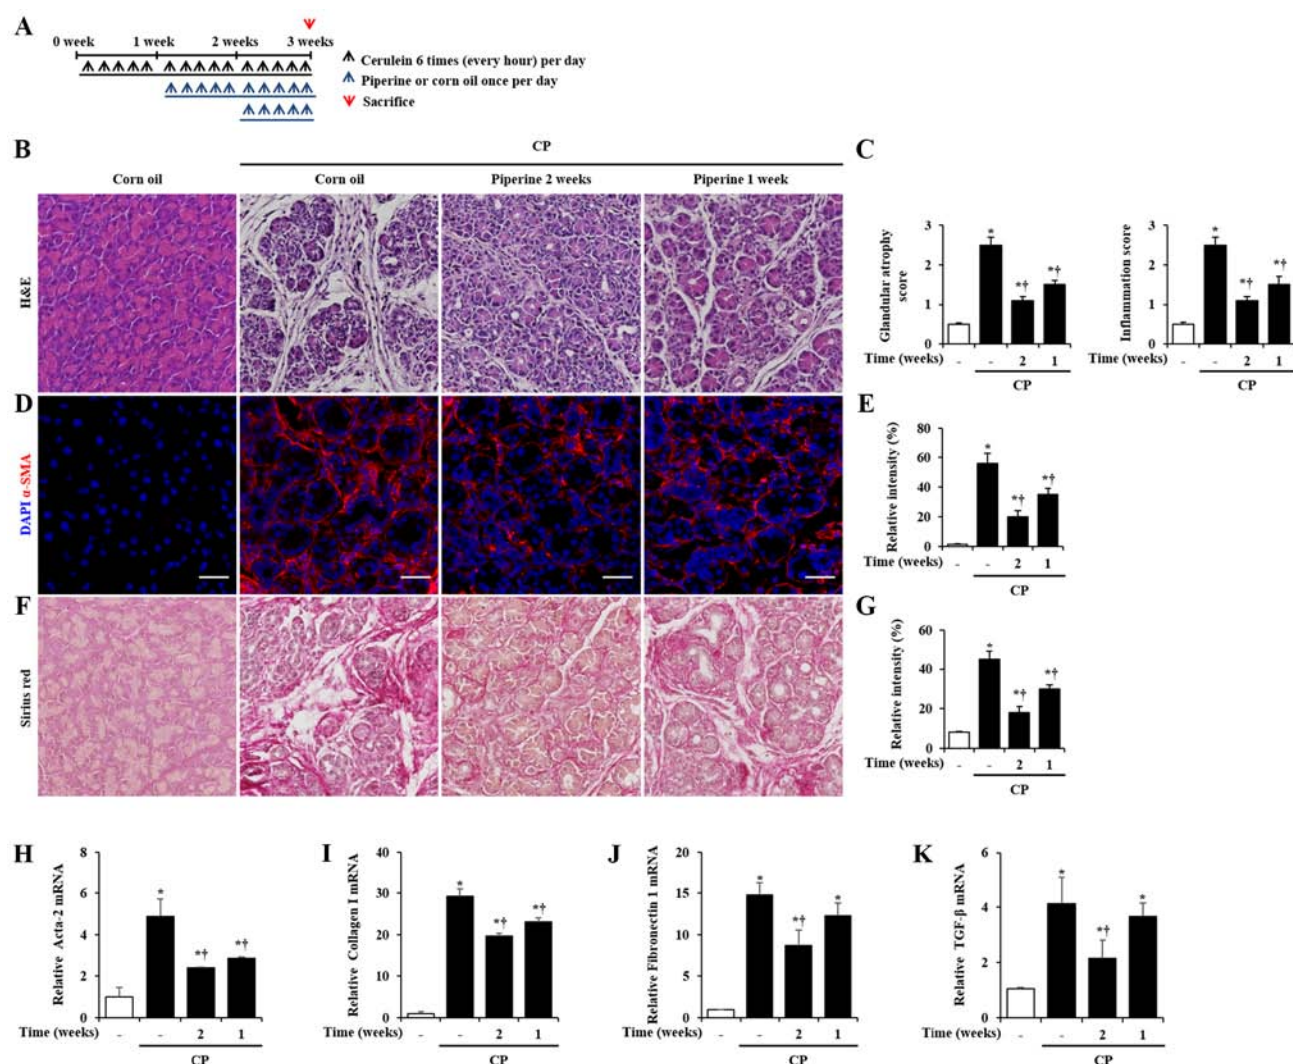 A
0 week 1 week 2 weeks 3 weeks
Cerulein 6 times (every hour) per day
Piperine or corn oil once per day
Sacrifice
B
CP
Corn oil Corn oil Piperine 2 weeks Piperine 1 week
H&E
C
Glandular atrophy
score
3
2
1
0
* *† *†
Time (weeks) - - 2 1
CP
Inflammation score
3
2
1
0
* *† *†
Time (weeks) - - 2 1
CP
D
DAPI α-SMA
E
Relative intensity (%)
80
60
40
20
0
* *† *†
Time (weeks) - - 2 1
CP
F
Sirius red
G
Relative intensity (%)
60
40
20
0
* *† *†
Time (weeks) - - 2 1
CP
H
Relative Acta-2 mRNA
8
6
4
2
0
* *† *†
Time (weeks) - - 2 1
CP
I
Relative Collagen I mRNA
40
30
20
10
0
* *† *†
Time (weeks) - - 2 1
CP
J
Relative Fibronectin 1 mRNA
20
15
10
5
0
* *† *
Time (weeks) - - 2 1
CP
K
Relative TGF-β mRNA
6
4
2
0
* *† *
Time (weeks) - - 2 1
CP